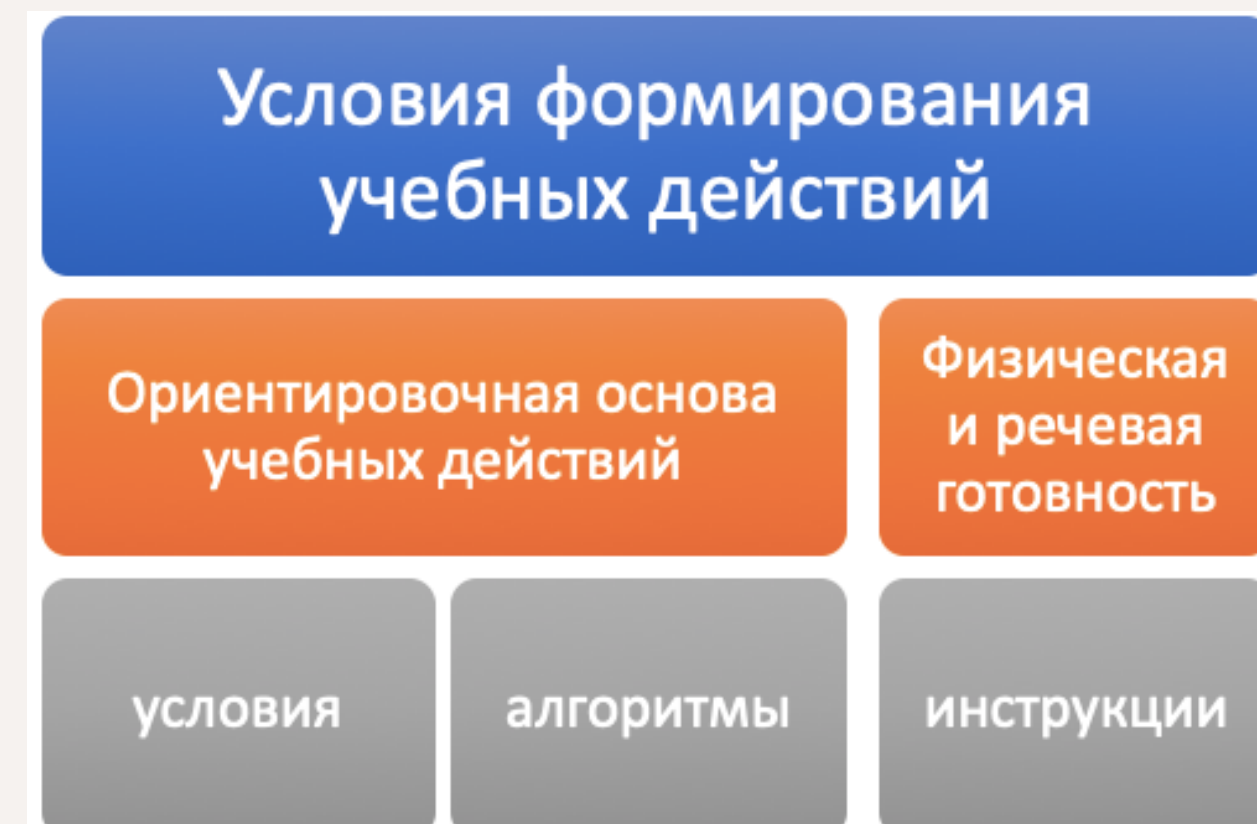 Условия формирования
учебных действий
Ориентировочная основа
учебных действий
Физическая
и речевая
готовность
условия
алгоритмы
инструкции